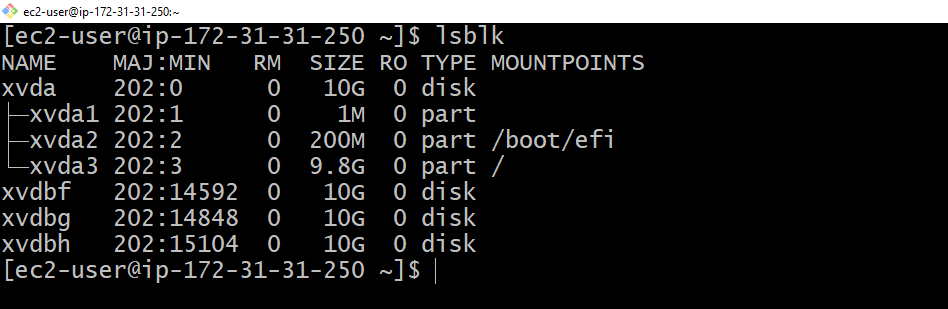 ec2-user@ip-172-31-31-250:~
[ec2-user@ip-172-31-31-250 ~]$ lsblk
NAME    MAJ:MIN   RM  SIZE RO TYPE MOUNTPOINTS
xvda    202:0      0   10G  0 disk
├─xvda1 202:1      0    1M  0 part
├─xvda2 202:2      0  200M  0 part /boot/efi
└─xvda3 202:3      0  9.8G  0 part /
xvdbf   202:14592  0   10G  0 disk
xvdbg   202:14848  0   10G  0 disk
xvdbh   202:15104  0   10G  0 disk
[ec2-user@ip-172-31-31-250 ~]$